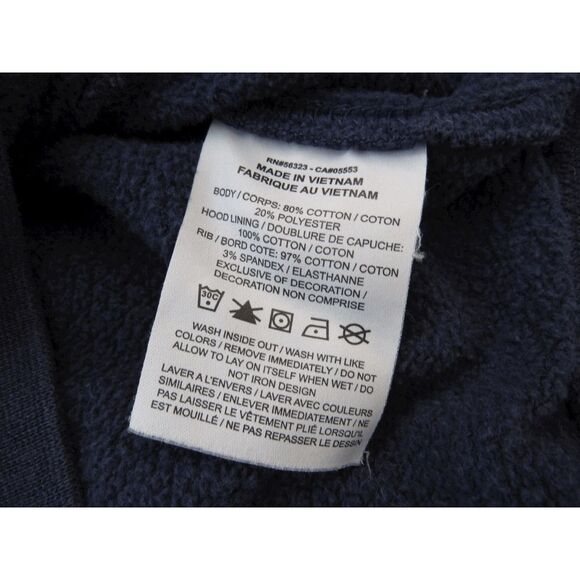 RN#56323 - CA#05553
MADE IN VIETNAM
FABRIQUE AU VIETNAM
BODY / CORPS: 80% COTTON / COTON
20% POLYESTER
HOOD LINING / DOUBLURE DE CAPUCHE:
100% COTTON / COTON
RIB / BORD COTE: 97% COTTON / COTON
3% SPANDEX / ELASTHANNE
EXCLUSIVE OF DECORATION /
DECORATION NON COMPRISE
30C
WASH INSIDE OUT / WASH WITH LIKE
COLORS / REMOVE IMMEDIATELY / DO NOT
ALLOW TO LAY ON ITSELF WHEN WET / DO
NOT IRON DESIGN
LAVER A L'ENVERS / LAVER AVEC COULEURS
SIMILAIRES / ENLEVER IMMEDIATEMENT / NE
PAS LAISSER LE VÊTEMENT PLIÉ LORSQU'IL
EST MOUILLÉ / NE PAS REPASSER LE DESSIN